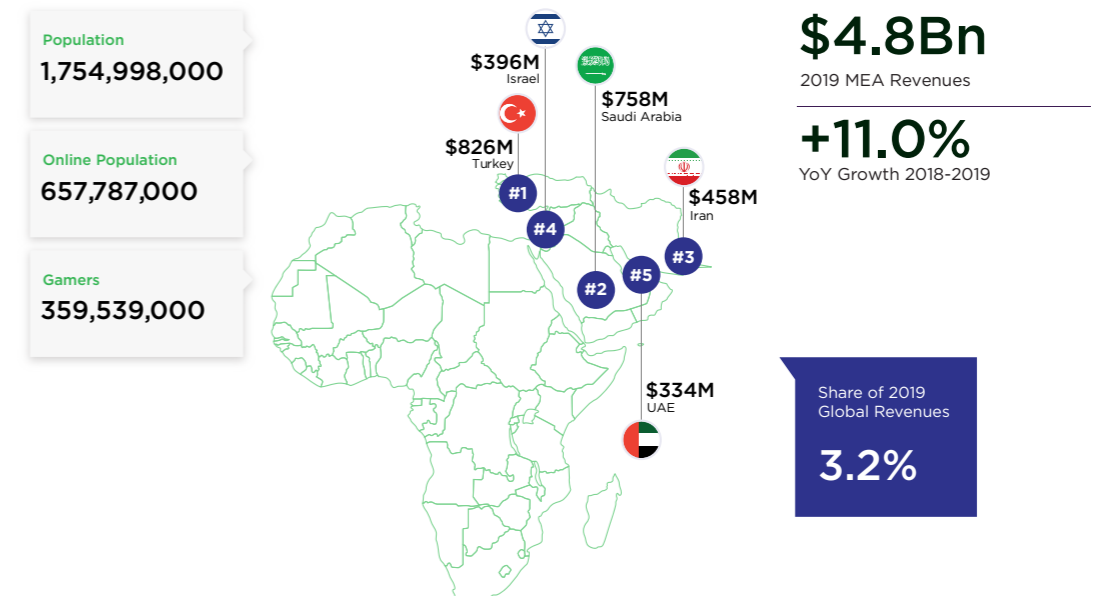 Population
1,754,998,000
Online Population
657,787,000
Gamers
359,539,000
$396M
Israel
$758M
Saudi Arabia
$826M
Turkey
$458M
Iran
#1
#4
#3
#5
#2
$334M
UAE
$4.8Bn
2019 MEA Revenues
+11.0%
YoY Growth 2018-2019
Share of 2019
Global Revenues
3.2%